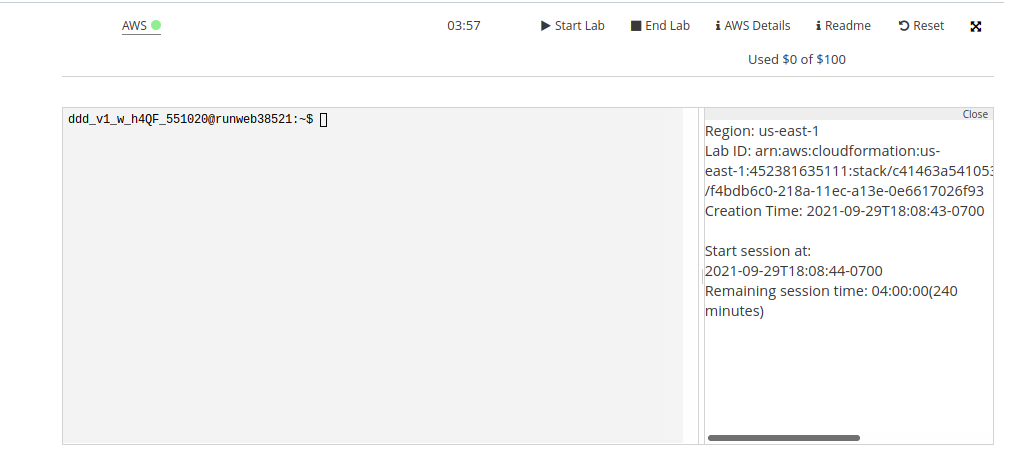 AWS 03:57 Start Lab End Lab AWS Details Readme Reset
Used $0 of $100
ddd_v1_w_h4QF_551020@runweb38521:~$
Close
Region: us-east-1
Lab ID: arn:aws:cloudformation:us-
east-1:452381635111:stack/c41463a541053
/f4bdb6c0-218a-11ec-a13e-0e6617026f93
Creation Time: 2021-09-29T18:08:43-0700
Start session at:
2021-09-29T18:08:44-0700
Remaining session time: 04:00:00(240
minutes)